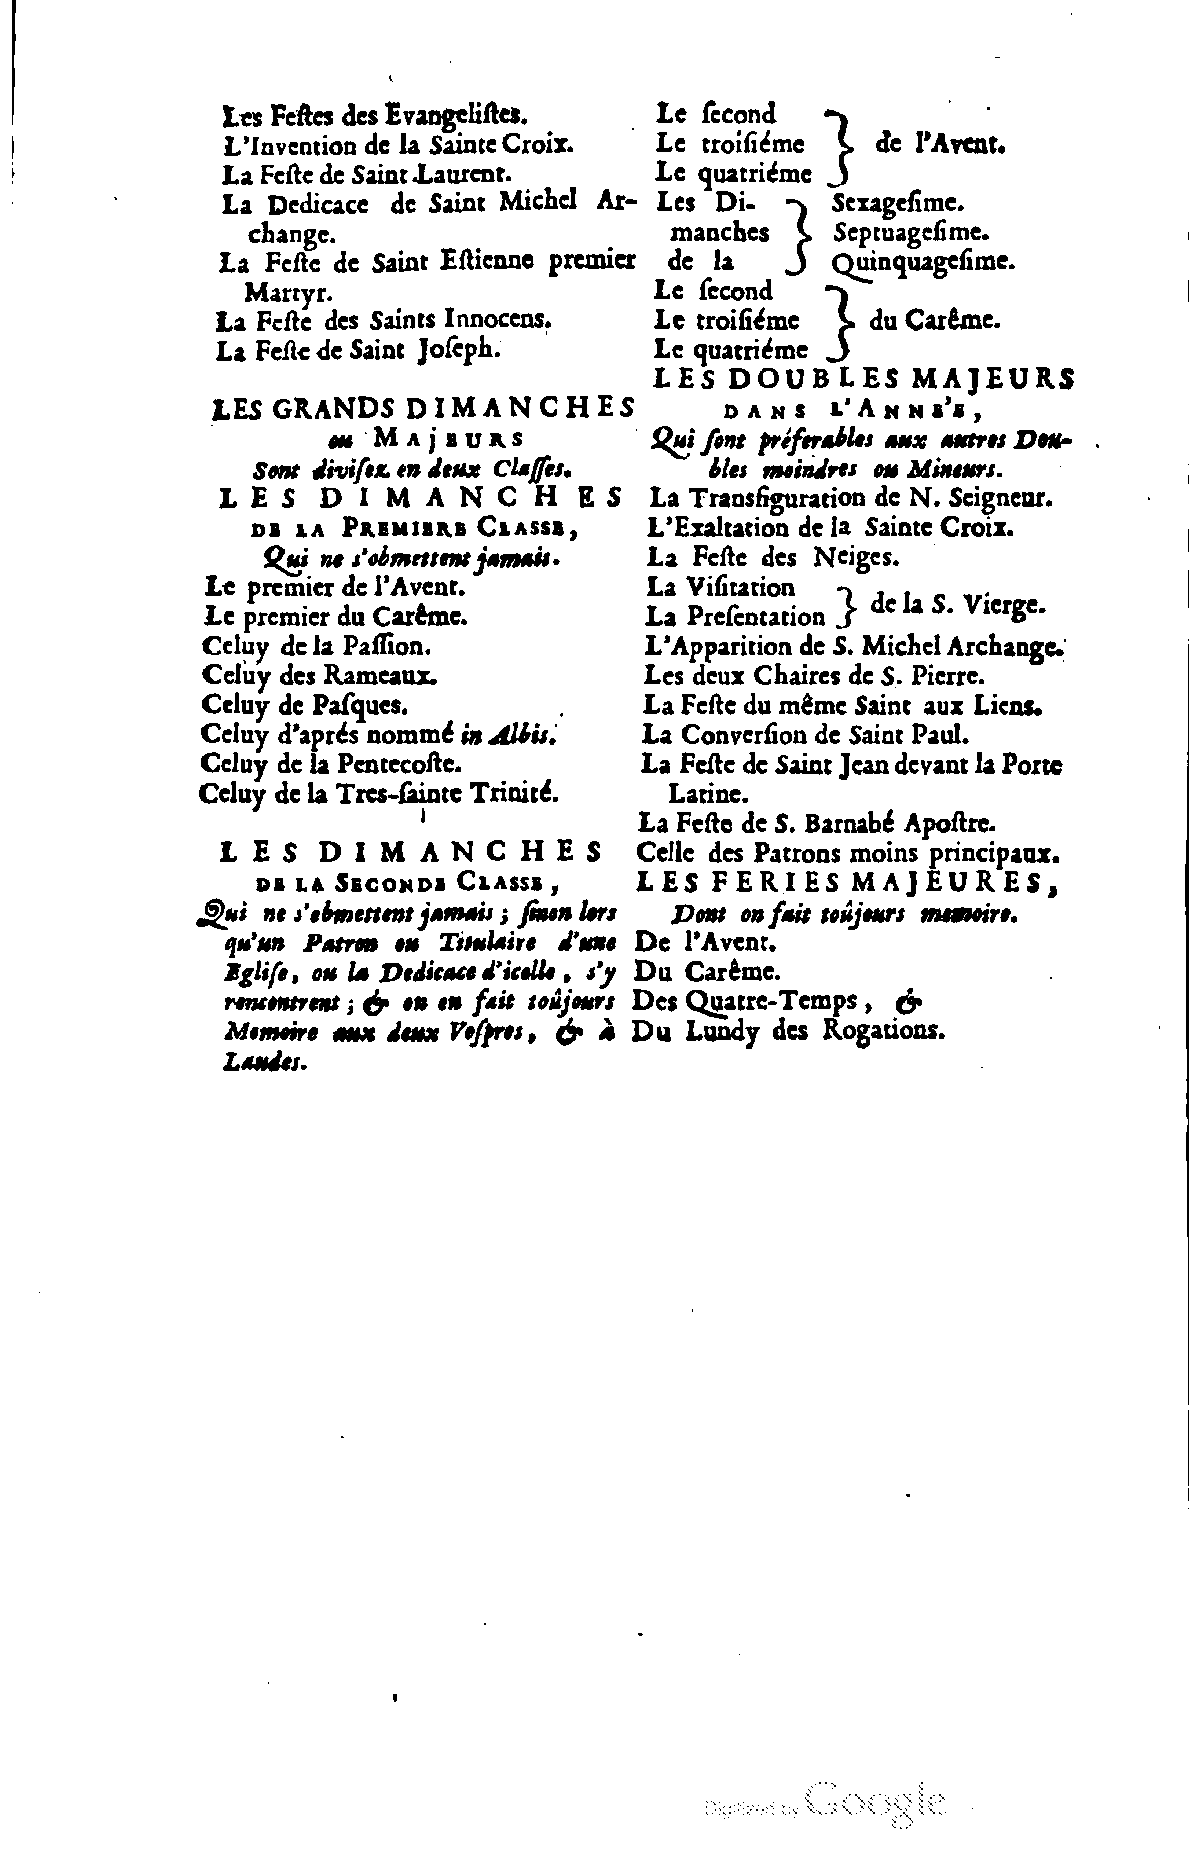 Les Feſtes des Evangeliſtes.
L'Invention de la Sainte Croix.
La Feſte de Saint Laurent.
La Dedicace de Saint Michel Ar-
change.
La Feſte de Saint Eſtienne premier
Martyr.
La Feſte des Saints Innocens.
La Feſte de Saint Joſeph.
LES GRANDS DIMANCHES
ou MAJEURS
Sont diviſez en deux Claſſes.
LES DIMANCHES
DE LA PREMIERE CLASSE,
Qui ne s'obmettent jamais.
Le premier de l'Avent.
Le premier du Carême.
Celuy de la Paſſion.
Celuy des Rameaux.
Celuy de Paſques.
Celuy d'aprés nommé in Albis.
Celuy de la Pentecoſte.
Celuy de la Tres-ſainte Trinité.
LES DIMANCHES
DE LA SECONDE CLASSE,
Qui ne s'obmettent jamais ; ſinon lors
qu'un Patron ou Titulaire d'une
Egliſe, ou la Dedicace d'icelle, s'y
rencontrent ; & on en fait toûjours
Memoire aux deux Veſpres, & à
Laudes.
Le ſecond
Le troiſiéme } de l'Avent.
Le quatriéme
Les Di- Sexageſime.
manches } Septuageſime.
de la Quinquageſime.
Le ſecond
Le troiſiéme } du Carême.
Le quatriéme
LES DOUBLES MAJEURS
DANS L'ANNE'E,
Qui ſont préferables aux autres Dou-
bles moindres ou Mineurs.
La Transfiguration de N. Seigneur.
L'Exaltation de la Sainte Croix.
La Feſte des Neiges.
La Viſitation
La Preſentation } de la S. Vierge.
L'Apparition de S. Michel Archange.
Les deux Chaires de S. Pierre.
La Feſte du même Saint aux Liens.
La Converſion de Saint Paul.
La Feſte de Saint Jean devant la Porte
Latine.
La Feſte de S. Barnabé Apoſtre.
Celle des Patrons moins principaux.
LES FERIES MAJEURES,
Dont on fait toûjours memoire.
De l'Avent.
Du Carême.
Des Quatre-Temps, &
Du Lundy des Rogations.
Digitized by Google